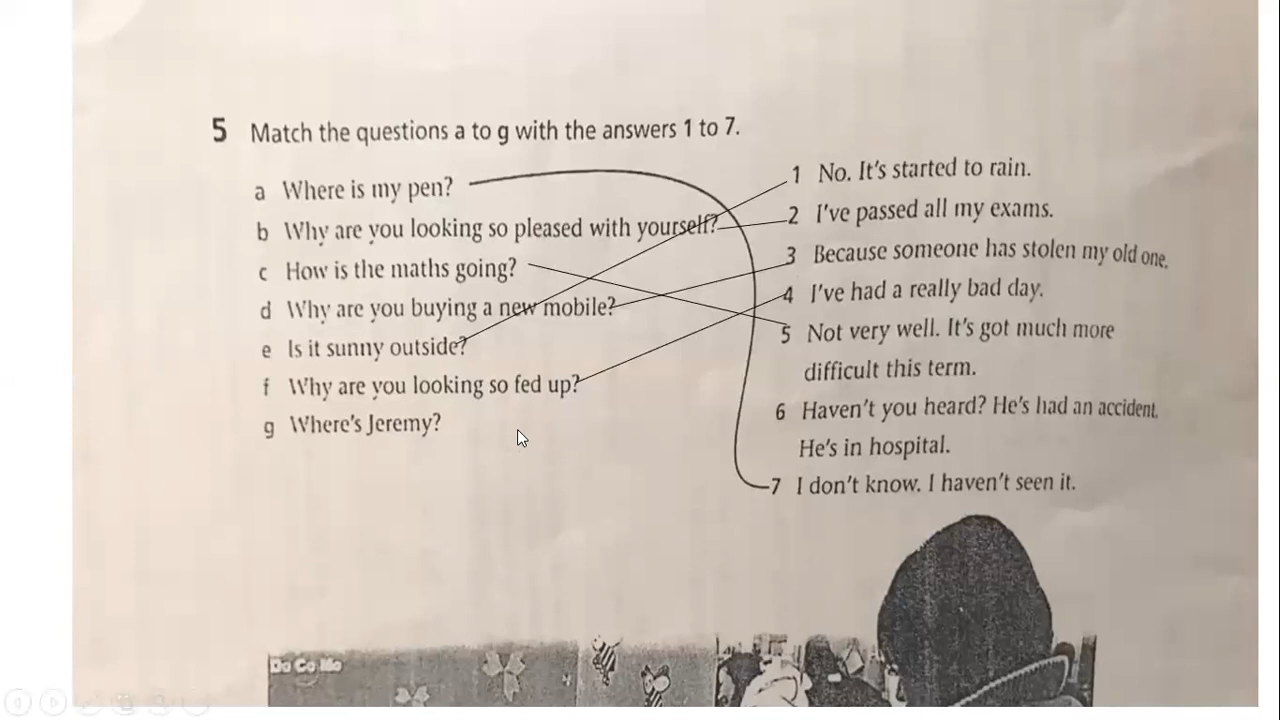 5 Match the questions a to g with the answers 1 to 7.
a Where is my pen?
b Why are you looking so pleased with yourself?
c How is the maths going?
d Why are you buying a new mobile?
e Is it sunny outside?
f Why are you looking so fed up?
g Where's Jeremy?
1 No. It's started to rain.
2 I've passed all my exams.
3 Because someone has stolen my old one.
4 I've had a really bad day.
5 Not very well. It's got much more
difficult this term.
6 Haven't you heard? He's had an accident.
He's in hospital.
7 I don't know. I haven't seen it.
Do Co Mo